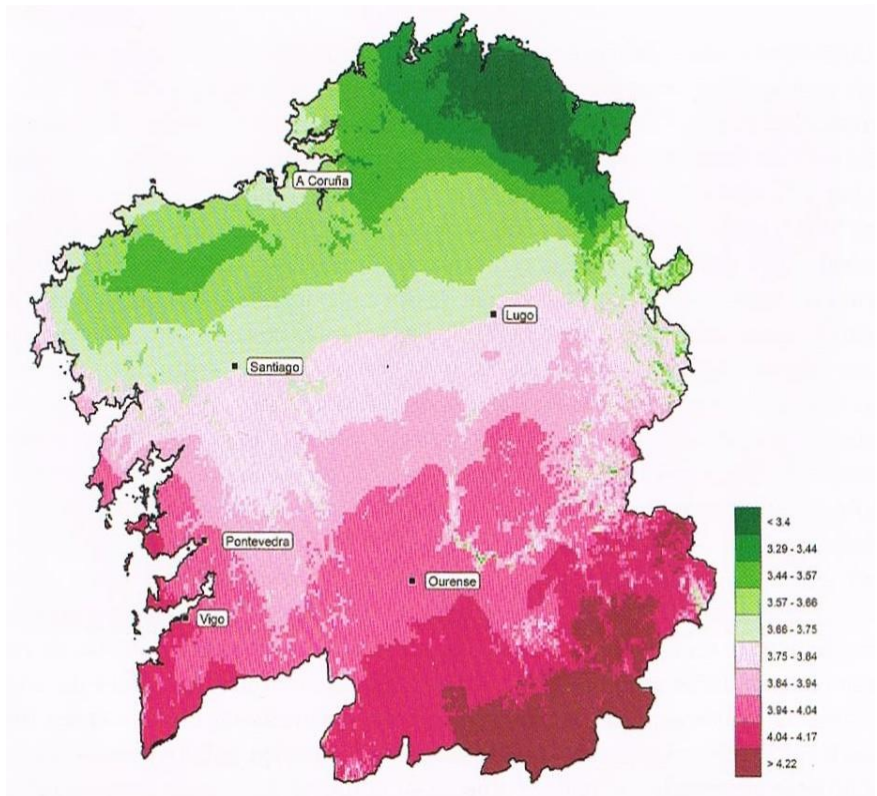 A Coruña
Lugo
Santiago
Pontevedra
Ourense
Vigo
< 3.4
3.29 - 3.44
3.44 - 3.57
3.57 - 3.66
3.66 - 3.75
3.75 - 3.84
3.84 - 3.94
3.94 - 4.04
4.04 - 4.17
> 4.22